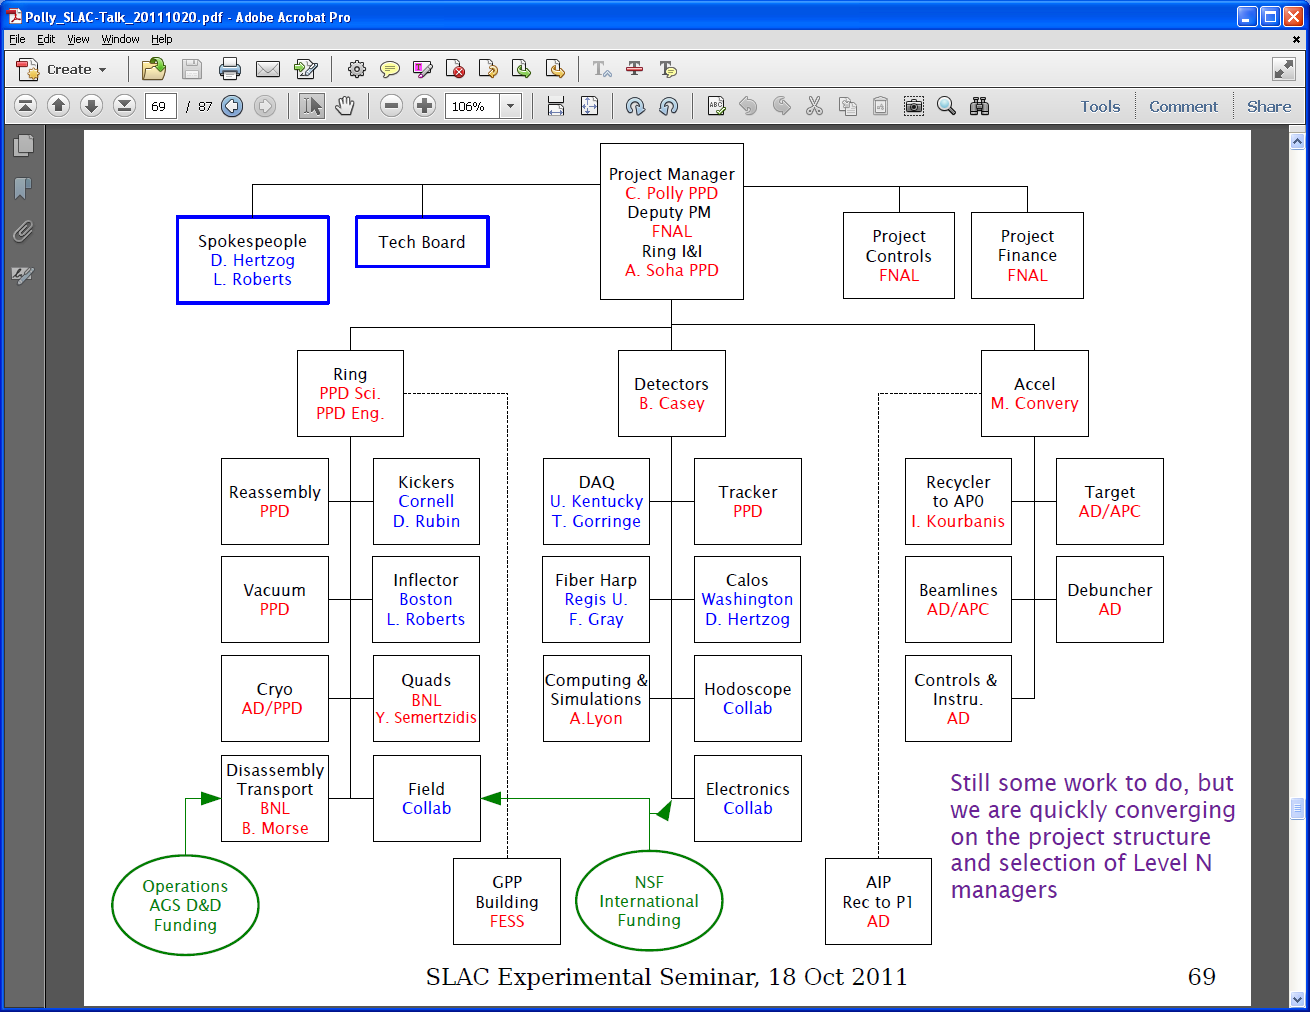 Polly_SLAC-Talk_20111020.pdf - Adobe Acrobat Pro
File Edit View Window Help
Create
69 / 87 106% Tools Comment Share
Project Manager
C. Polly PPD
Deputy PM
FNAL
Ring I&I
A. Soha PPD
Spokespeople
D. Hertzog
L. Roberts
Tech Board
Project
Controls
FNAL
Project
Finance
FNAL
Ring
PPD Sci.
PPD Eng.
Detectors
B. Casey
Accel
M. Convery
Reassembly
PPD
Kickers
Cornell
D. Rubin
DAQ
U. Kentucky
T. Gorringe
Tracker
PPD
Recycler
to AP0
I. Kourbanis
Target
AD/APC
Vacuum
PPD
Inflector
Boston
L. Roberts
Fiber Harp
Regis U.
F. Gray
Calos
Washington
D. Hertzog
Beamlines
AD/APC
Debuncher
AD
Cryo
AD/PPD
Quads
BNL
Y. Semertzidis
Computing &
Simulations
A.Lyon
Hodoscope
Collab
Controls &
Instru.
AD
Disassembly
Transport
BNL
B. Morse
Field
Collab
Electronics
Collab
Still some work to do, but
we are quickly converging
on the project structure
and selection of Level N
managers
Operations
AGS D&D
Funding
GPP
Building
FESS
NSF
International
Funding
AIP
Rec to P1
AD
SLAC Experimental Seminar, 18 Oct 2011
69